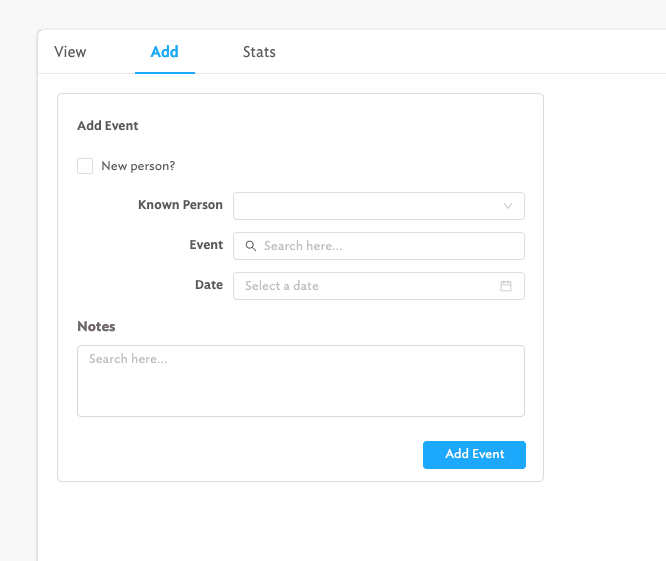 View Add Stats
Add Event
New person?
Known Person
Event Search here...
Date Select a date
Notes
Search here...
Add Event